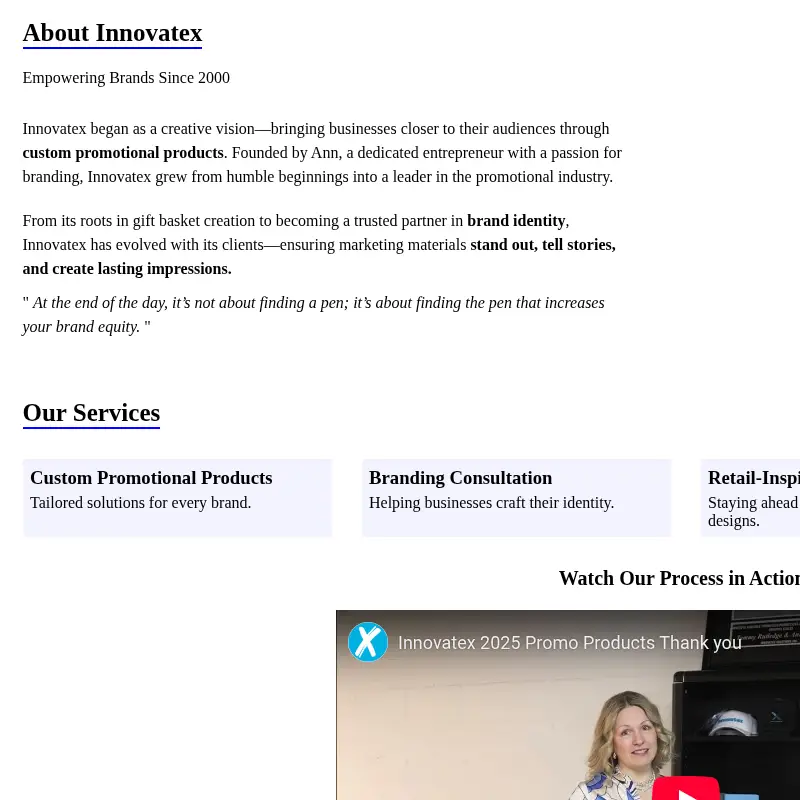 About Innovatex
Empowering Brands Since 2000
Innovatex began as a creative vision—bringing businesses closer to their audiences through
custom promotional products. Founded by Ann, a dedicated entrepreneur with a passion for
branding, Innovatex grew from humble beginnings into a leader in the promotional industry.
From its roots in gift basket creation to becoming a trusted partner in brand identity,
Innovatex has evolved with its clients—ensuring marketing materials stand out, tell stories,
and create lasting impressions.
" At the end of the day, it’s not about finding a pen; it’s about finding the pen that increases
your brand equity. "
Our Services
Custom Promotional Products
Tailored solutions for every brand.
Branding Consultation
Helping businesses craft their identity.
Retail-Inspi
Staying ahead
designs.
Watch Our Process in Action
Innovatex 2025 Promo Products Thank you